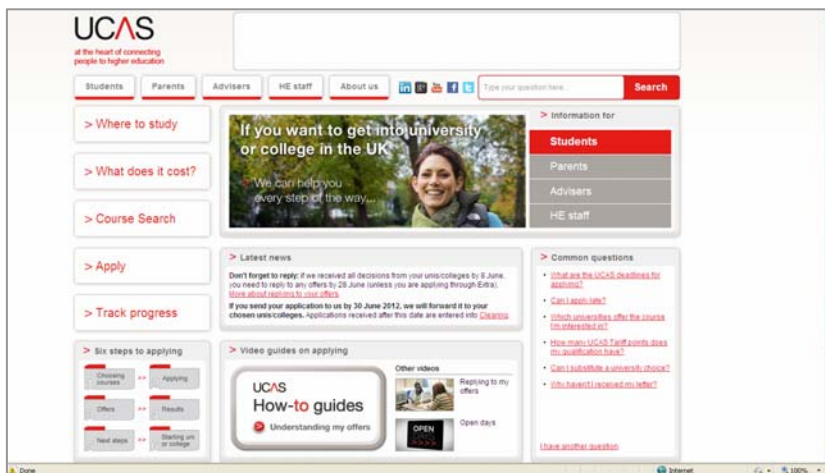 UCAS
at the heart of connecting
people to higher education
Students
Parents
Advisers
HE staff
About us
Type your question here...
Search
> Where to study
> What does it cost?
> Course Search
> Apply
> Track progress
If you want to get into university
or college in the UK
> We can help you
every step of the way...
> Information for
Students
Parents
Advisers
HE staff
> Latest news
Don't forget to reply: if we received all decisions from your unis/colleges by 8 June,
you need to reply to any offers by 28 June (unless you are applying through Extra).
More about replying to your offers.
If you send your application to us by 30 June 2012, we will forward it to your
chosen unis/colleges. Applications received after this date are entered into Clearing.
> Common questions
What are the UCAS deadlines for
applying?
Can I apply late?
Which universities offer the course
I'm interested in?
How many UCAS Tariff points does
my qualification have?
Can I substitute a university choice?
Why haven't I received my letter?
I have another question.
> Six steps to applying
Choosing
courses
>>
Applying
Offers
>>
Results
Next steps
>>
Starting uni
or college
> Video guides on applying
UCAS
How-to guides
Understanding my offers
Other videos
Replying to my
offers
OPEN
DAYS
Open days
Done
Internet
100%